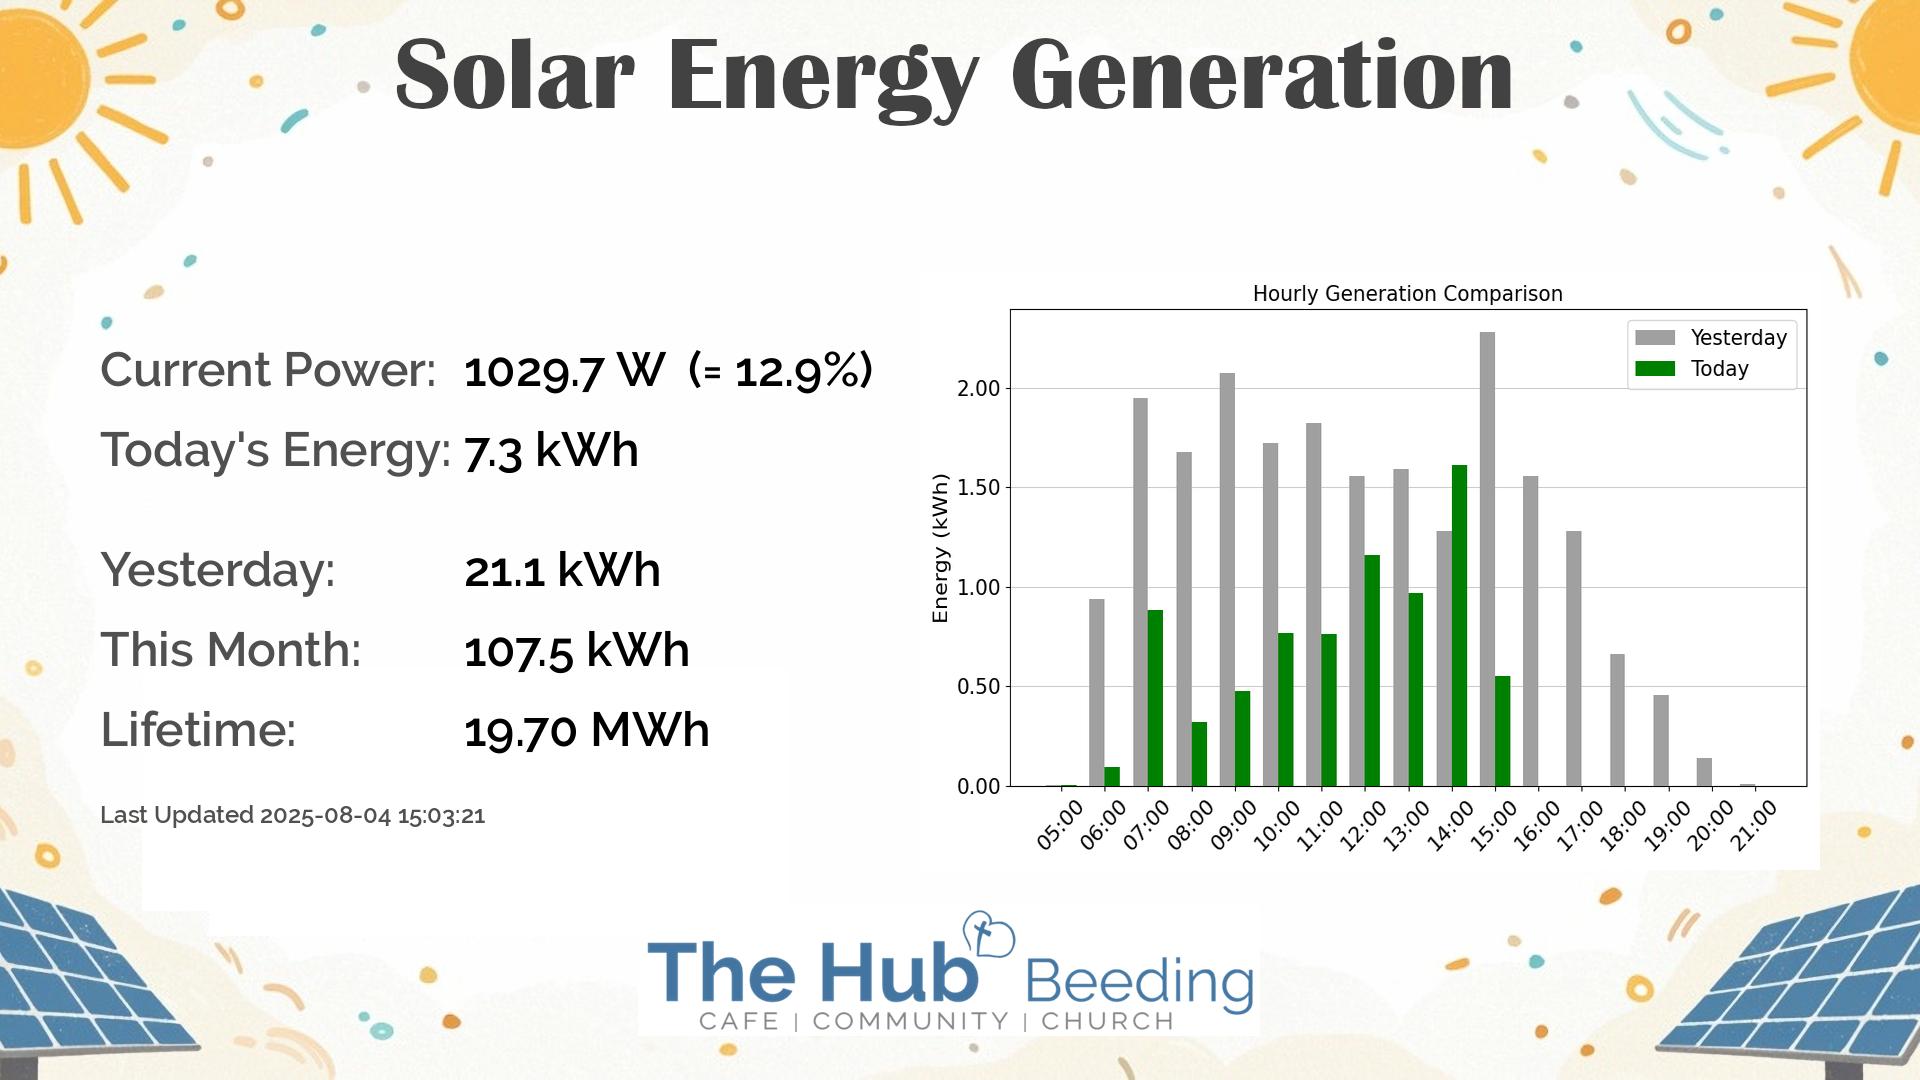 Solar Energy Generation
Current Power: 1029.7 W (= 12.9%)
Today's Energy: 7.3 kWh
Yesterday: 21.1 kWh
This Month: 107.5 kWh
Lifetime: 19.70 MWh
Last Updated 2025-08-04 15:03:21
Hourly Generation Comparison
Yesterday
Today
Energy (kWh)
2.00
1.50
1.00
0.50
0.00
05:00 06:00 07:00 08:00 09:00 10:00 11:00 12:00 13:00 14:00 15:00 16:00 17:00 18:00 19:00 20:00 21:00
The Hub Beeding
CAFE | COMMUNITY | CHURCH